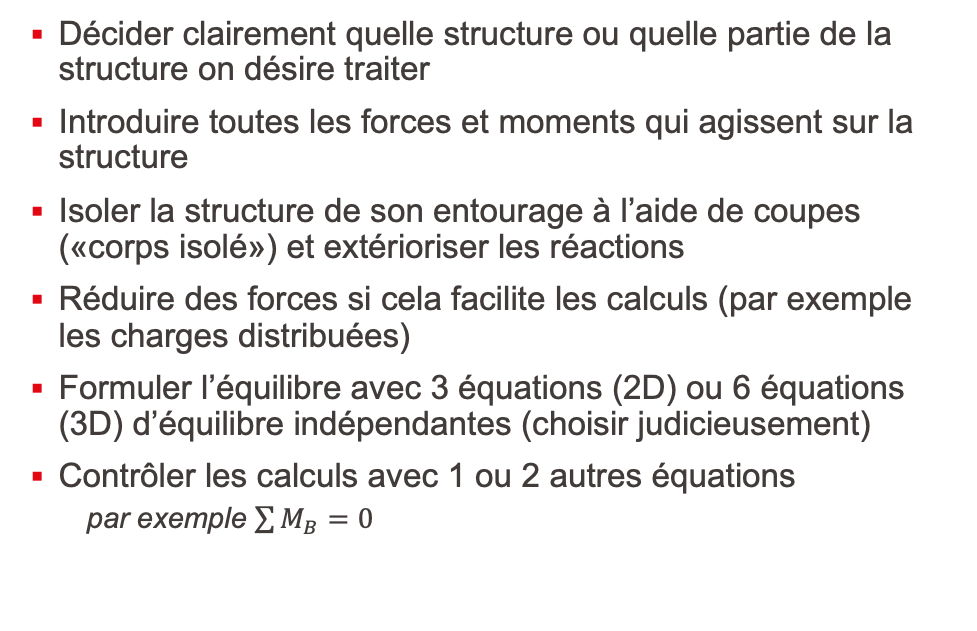 ▪ Décider clairement quelle structure ou quelle partie de la
structure on désire traiter
▪ Introduire toutes les forces et moments qui agissent sur la
structure
▪ Isoler la structure de son entourage à l’aide de coupes
(«corps isolé») et extérioriser les réactions
▪ Réduire des forces si cela facilite les calculs (par exemple
les charges distribuées)
▪ Formuler l’équilibre avec 3 équations (2D) ou 6 équations
(3D) d’équilibre indépendantes (choisir judicieusement)
▪ Contrôler les calculs avec 1 ou 2 autres équations
par exemple ∑ 𝑀_𝐵 = 0